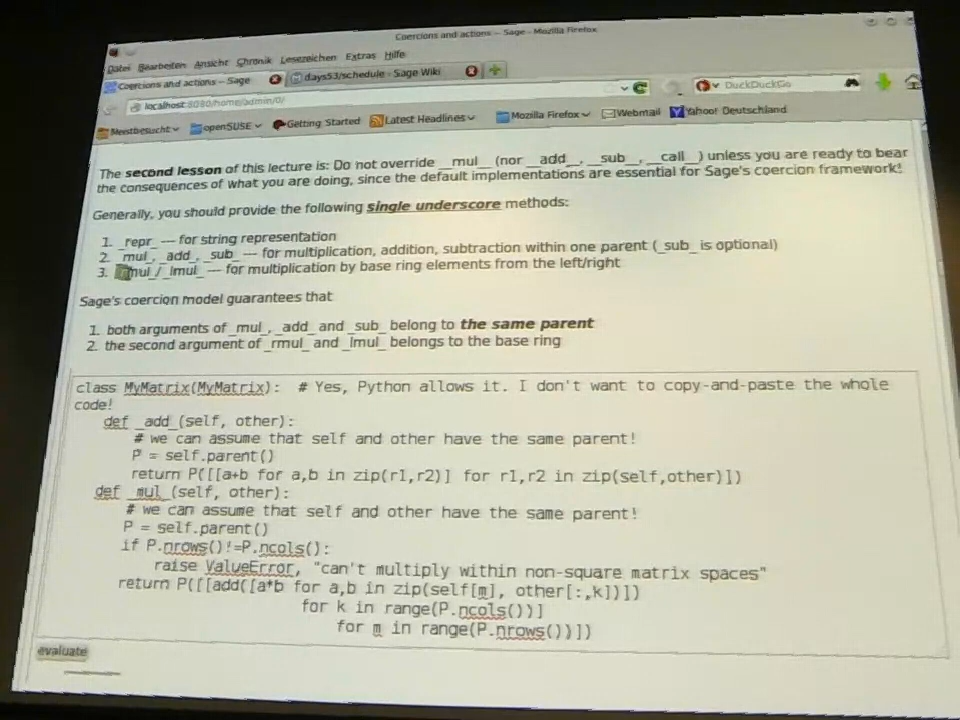 Coercions and actions - Sage - Mozilla Firefox
Datei Bearbeiten Ansicht Chronik Lesezeichen Extras Hilfe
Coercions and actions - Sage days53/schedule - Sage Wiki
localhost:8080/home/admin/0/ DuckDuckGo
Meistbesucht openSUSE Getting Started Latest Headlines Mozilla Firefox Webmail Yahoo! Deutschland
The second lesson of this lecture is: Do not override __mul__ (nor __add__, __sub__, __call__) unless you are ready to bear
the consequences of what you are doing, since the default implementations are essential for Sage's coercion framework!
Generally, you should provide the following single underscore methods:
1. _repr_ — for string representation
2. _mul_, _add_, _sub_ — for multiplication, addition, subtraction within one parent (_sub_ is optional)
3. _rmul_/_lmul_ — for multiplication by base ring elements from the left/right
Sage's coercion model guarantees that
1. both arguments of _mul_, _add_ and _sub_ belong to the same parent
2. the second argument of _rmul_ and _lmul_ belongs to the base ring
class MyMatrix(MyMatrix): # Yes, Python allows it. I don't want to copy-and-paste the whole
code!
def _add_(self, other):
# we can assume that self and other have the same parent!
P = self.parent()
return P([[a+b for a,b in zip(r1,r2)] for r1,r2 in zip(self,other)])
def _mul_(self, other):
# we can assume that self and other have the same parent!
P = self.parent()
if P.nrows()!=P.ncols():
raise ValueError, "can't multiply within non-square matrix spaces"
return P([[add([a*b for a,b in zip(self[m], other[:,k])])
for k in range(P.ncols())]
for m in range(P.nrows())])
evaluate